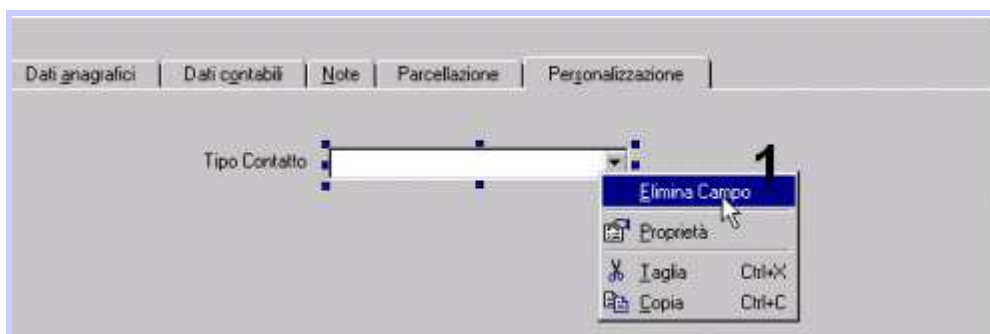 Dati anagrafici Dati contabili Note Parcellazione Personalizzazione
Tipo Contatto
1
Elimina Campo
Proprietà
Taglia Ctrl+X
Copia Ctrl+C